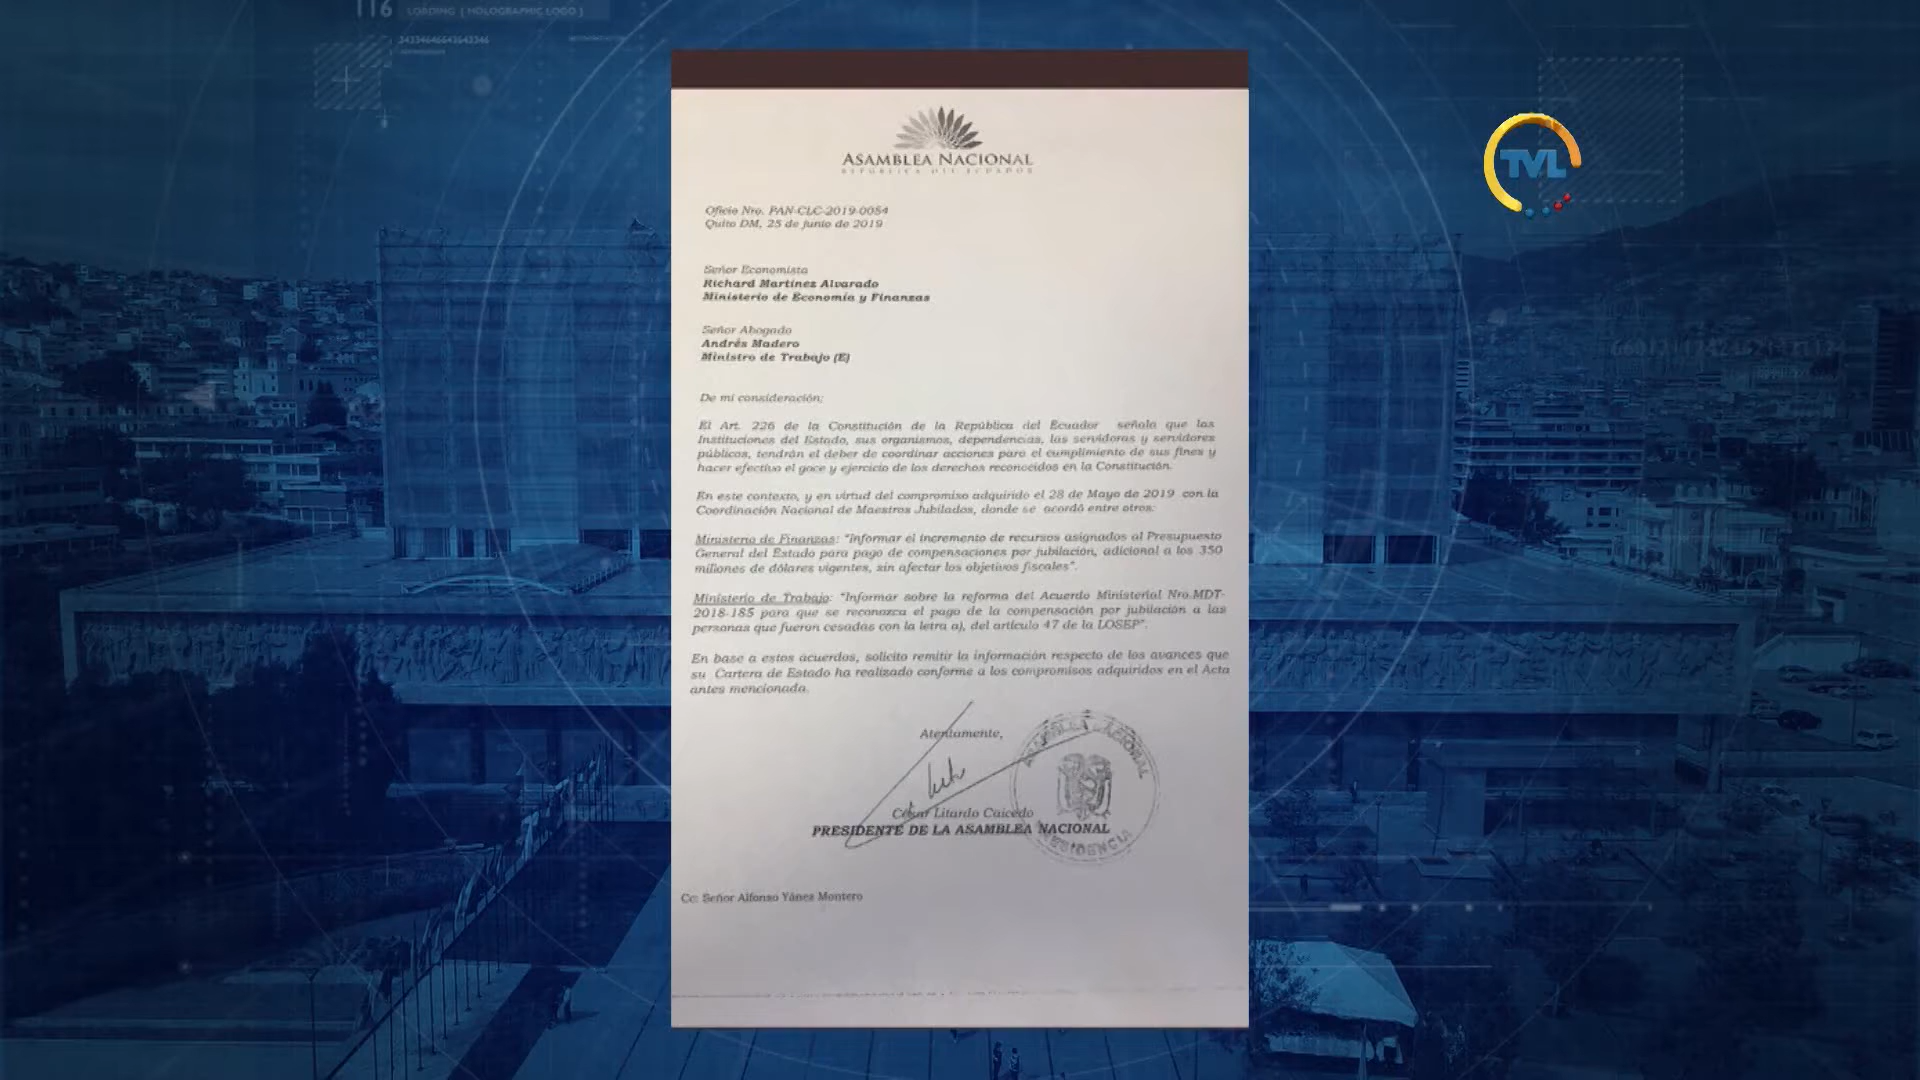 116
LOADING [ HOLOGRAPHIC LOGO ]
34334646643643346
TVL
ASAMBLEA NACIONAL
REPÚBLICA DEL ECUADOR
Oficio Nro. PAN-CLC-2019-0054
Quito DM, 25 de junio de 2019
Señor Economista
Richard Martínez Alvarado
Ministerio de Economía y Finanzas
Señor Abogado
Andrés Madero
Ministro de Trabajo (E)
De mi consideración:
El Art. 226 de la Constitución de la República del Ecuador señala que las
Instituciones del Estado, sus organismos, dependencias, las servidoras y servidores
públicos, tendrán el deber de coordinar acciones para el cumplimiento de sus fines y
hacer efectivo el goce y ejercicio de los derechos reconocidos en la Constitución.
En este contexto, y en virtud del compromiso adquirido el 28 de Mayo de 2019 con la
Coordinación Nacional de Maestros Jubilados, donde se acordó entre otros:
Ministerio de Finanzas: "Informar el incremento de recursos asignados al Presupuesto
General del Estado para pago de compensaciones por jubilación, adicional a los 350
millones de dólares vigentes, sin afectar los objetivos fiscales".
Ministerio de Trabajo: "Informar sobre la reforma del Acuerdo Ministerial Nro.MDT-
2018-185 para que se reconozca el pago de la compensación por jubilación a las
personas que fueron cesadas con la letra a), del artículo 47 de la LOSEP".
En base a estos acuerdos, solicito remitir la información respecto de los avances que
su Cartera de Estado ha realizado conforme a los compromisos adquiridos en el Acta
antes mencionada.
Atentamente,
César Litardo Caicedo
PRESIDENTE DE LA ASAMBLEA NACIONAL
ASAMBLEA NACIONAL
PRESIDENCIA
Cc: Señor Alfonso Yánez Montero